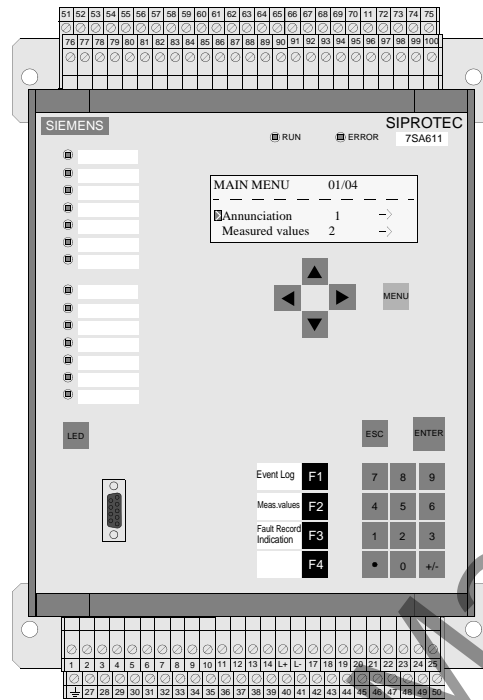 51 52 53 54 55 56 57 58 59 60 61 62 63 64 65 66 67 68 69 70 11 72 73 74 75
76 77 78 79 80 81 82 83 84 85 86 87 88 89 90 91 92 93 94 95 96 97 98 99 100
SIEMENS
SIPROTEC
RUN
ERROR
7SA611
MAIN MENU 01/04
Annunciation 1
Measured values 2
MENU
LED
ESC
ENTER
Event Log F1
7 8 9
Meas.values F2
4 5 6
Fault Record
Indication F3
1 2 3
F4
• 0 +/-
1 2 3 4 5 6 7 8 9 10 11 12 13 14 L+ L- 17 18 19 20 21 22 23 24 25
27 28 29 30 31 32 33 34 35 36 37 38 39 40 41 42 43 44 45 46 47 48 49 50